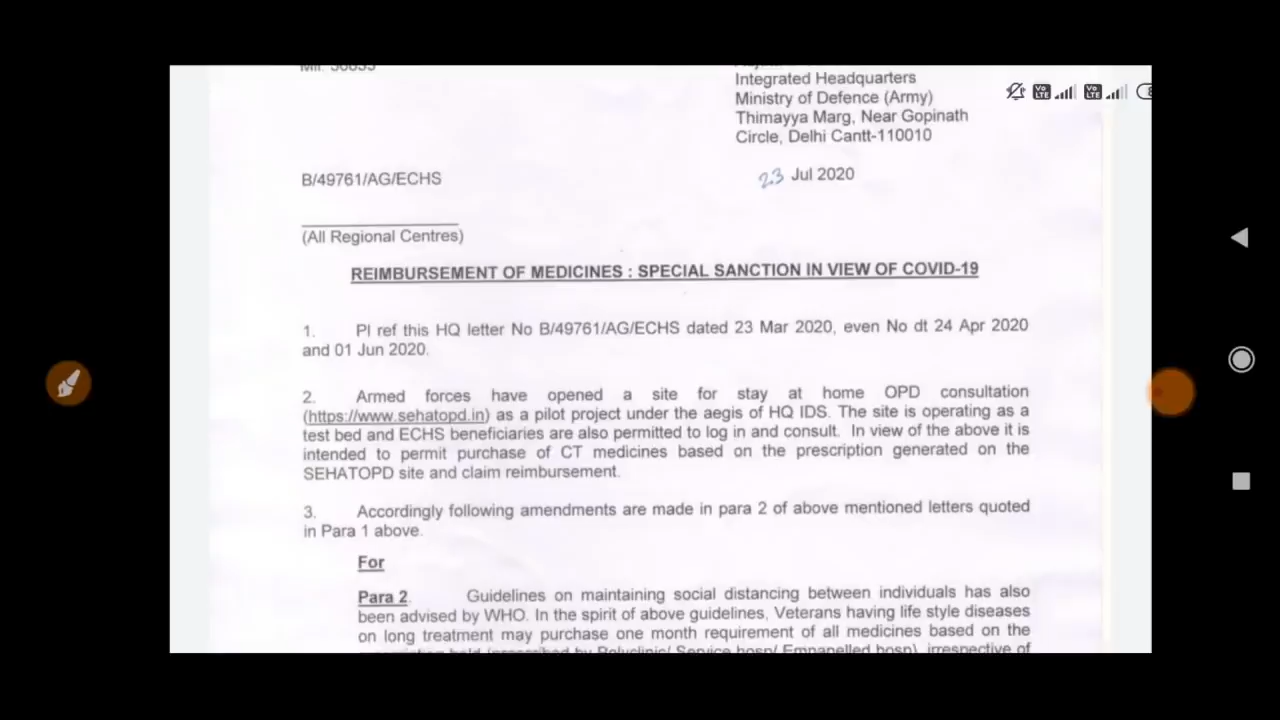 Integrated Headquarters
Ministry of Defence (Army)
Thimayya Marg, Near Gopinath
Circle, Delhi Cantt-110010
Vo LTE Vo LTE
B/49761/AG/ECHS
23 Jul 2020
(All Regional Centres)
REIMBURSEMENT OF MEDICINES : SPECIAL SANCTION IN VIEW OF COVID-19
1. Pl ref this HQ letter No B/49761/AG/ECHS dated 23 Mar 2020, even No dt 24 Apr 2020
and 01 Jun 2020.
2. Armed forces have opened a site for stay at home OPD consultation
(https://www.sehatopd.in) as a pilot project under the aegis of HQ IDS. The site is operating as a
test bed and ECHS beneficiaries are also permitted to log in and consult. In view of the above it is
intended to permit purchase of CT medicines based on the prescription generated on the
SEHATOPD site and claim reimbursement.
3. Accordingly following amendments are made in para 2 of above mentioned letters quoted
in Para 1 above.
For
Para 2. Guidelines on maintaining social distancing between individuals has also
been advised by WHO. In the spirit of above guidelines, Veterans having life style diseases
on long treatment may purchase one month requirement of all medicines based on the